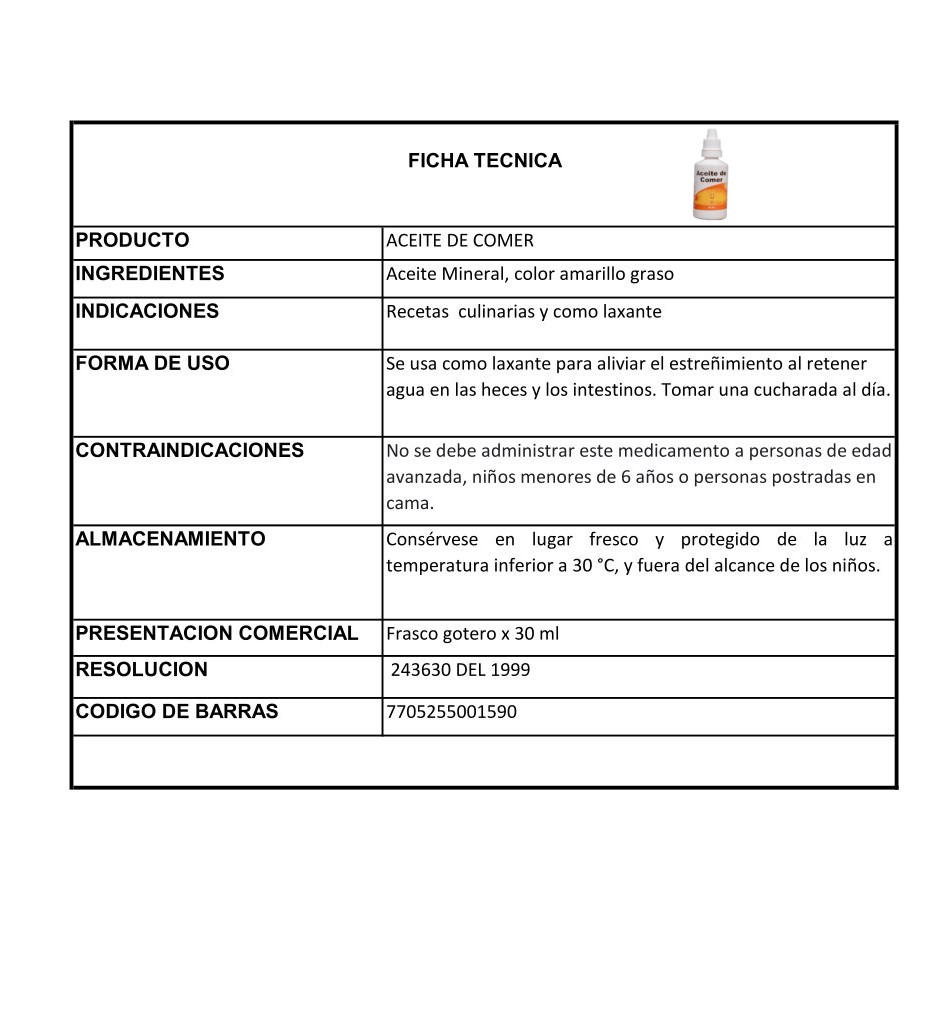 FICHA TECNICA
Aceite de
Comer
PRODUCTO
ACEITE DE COMER
INGREDIENTES
Aceite Mineral, color amarillo graso
INDICACIONES
Recetas culinarias y como laxante
FORMA DE USO
Se usa como laxante para aliviar el estreñimiento al retener
agua en las heces y los intestinos. Tomar una cucharada al día.
CONTRAINDICACIONES
No se debe administrar este medicamento a personas de edad
avanzada, niños menores de 6 años o personas postradas en
cama.
ALMACENAMIENTO
Consérvese en lugar fresco y protegido de la luz a
temperatura inferior a 30 °C, y fuera del alcance de los niños.
PRESENTACION COMERCIAL
Frasco gotero x 30 ml
RESOLUCION
243630 DEL 1999
CODIGO DE BARRAS
7705255001590